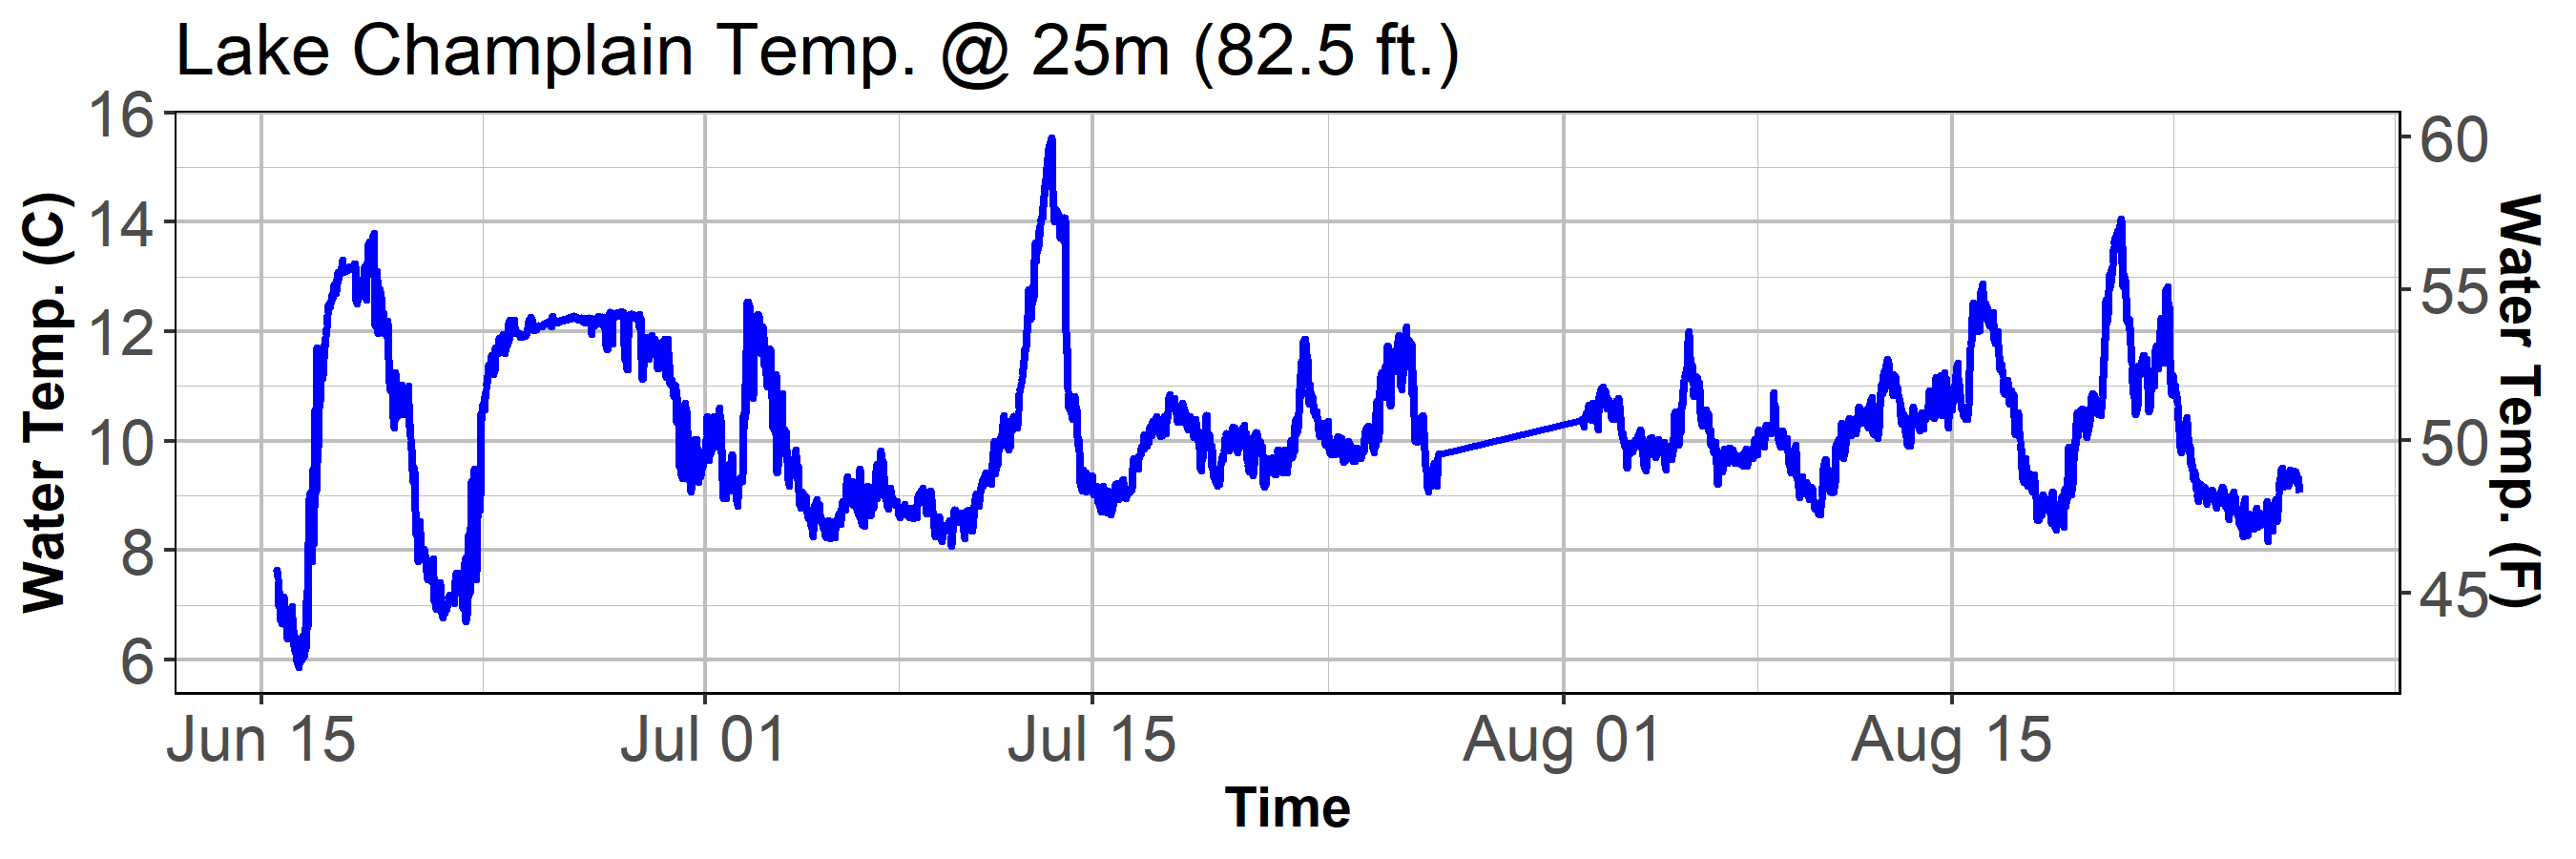 Lake Champlain Temp. @ 25m (82.5 ft.)
Water Temp. (C)
16
14
12
10
8
6
60
55
50
45
Water Temp. (F)
Jun 15
Jul 01
Jul 15
Aug 01
Aug 15
Time